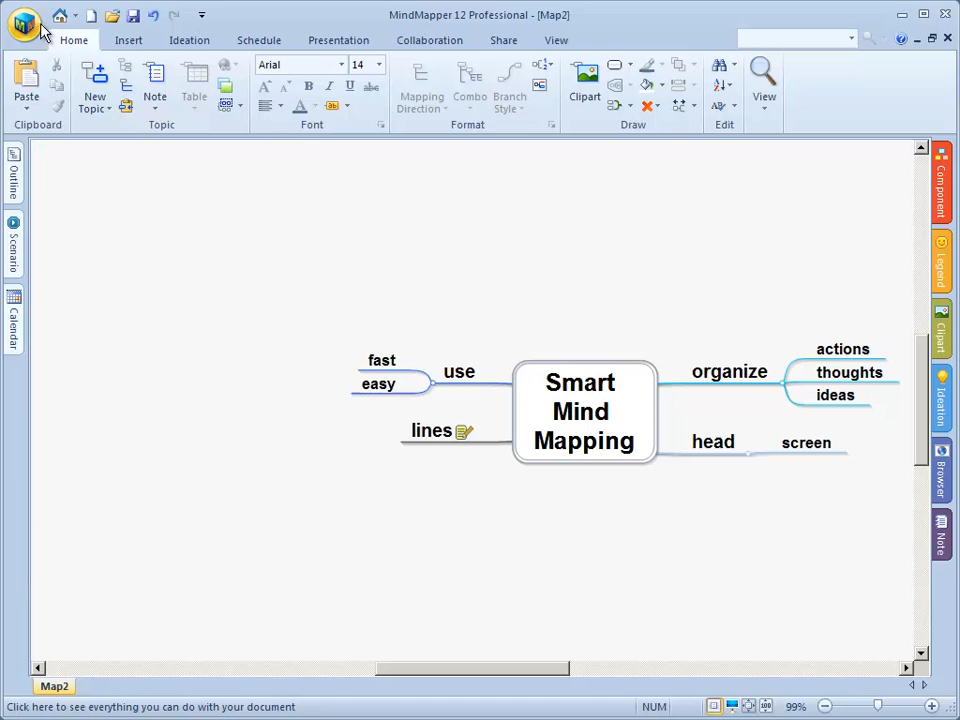 MindMapper 12 Professional - [Map2]
Home Insert Ideation Schedule Presentation Collaboration Share View
Paste New Topic Note Table Arial 14 Mapping Direction Combo Branch Style Clipart View
Clipboard Topic Font Format Draw Edit
Outline
Scenario
Calendar
Component
Legend
Clipart
Ideation
Browser
Note
fast
easy
use
lines
Smart
Mind
Mapping
organize
actions
thoughts
ideas
head
screen
Map2
Click here to see everything you can do with your document NUM 99%